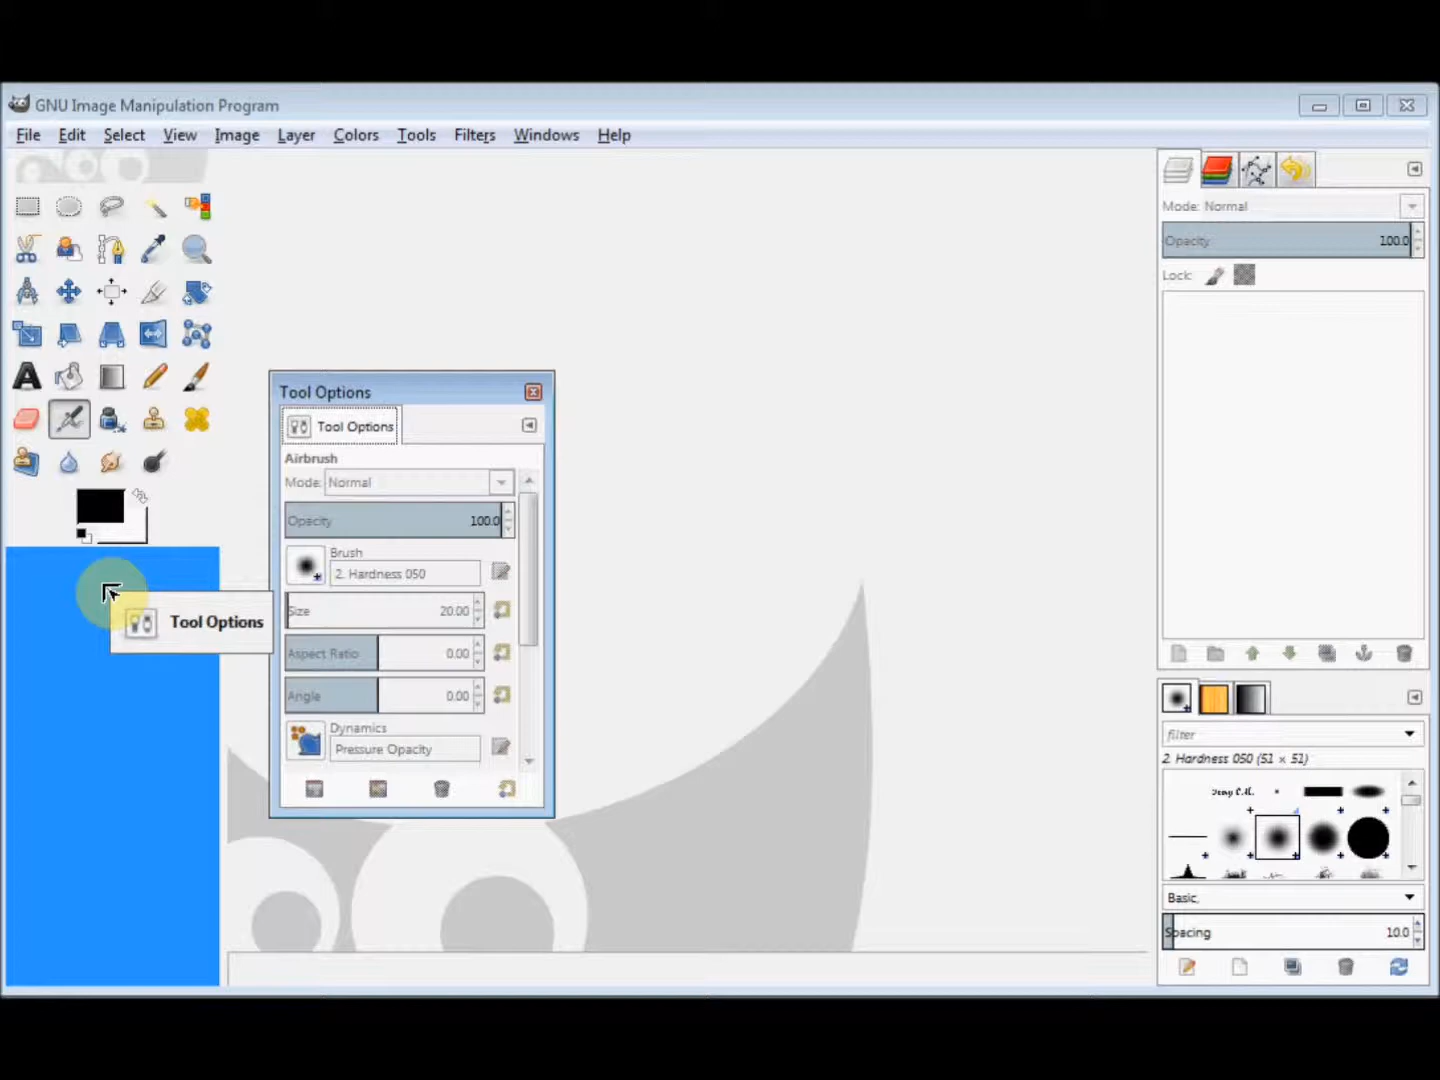 GNU Image Manipulation Program
File Edit Select View Image Layer Colors Tools Filters Windows Help
Mode: Normal
Opacity 100.0
Lock:
Tool Options
Tool Options
Airbrush
Mode: Normal
Opacity 100.0
Brush
2. Hardness 050
Size 20.00
Tool Options
Aspect Ratio 0.00
Angle 0.00
Dynamics
Pressure Opacity
filter
2. Hardness 050 (51 × 51)
Basic,
Spacing 10.0